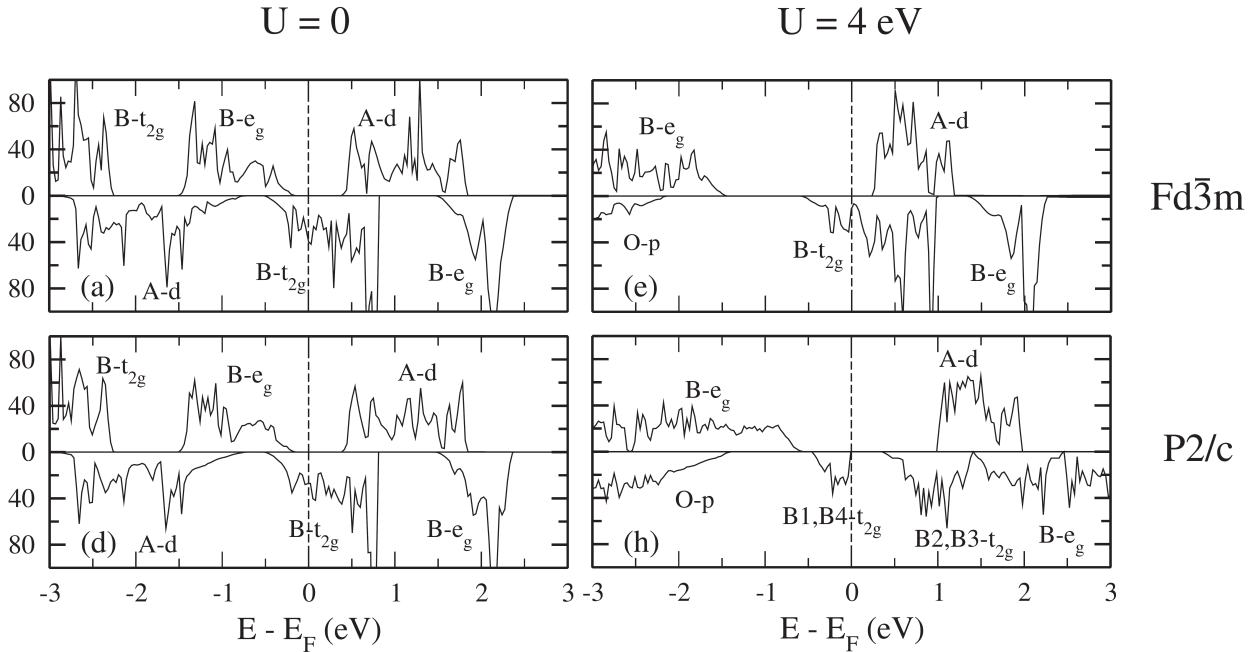 U = 0
U = 4 eV
80
40
0
40
80
B-t2g
B-eg
A-d
(a)
A-d
B-t2g
B-eg
B-eg
A-d
O-p
(e)
B-t2g
B-eg
Fd3̅m
80
40
0
40
80
B-t2g
B-eg
A-d
(d)
A-d
B-t2g
B-eg
B-eg
A-d
O-p
(h)
B1,B4-t2g
B2,B3-t2g
B-eg
P2/c
-3 -2 -1 0 1 2 3
-3 -2 -1 0 1 2 3
E - EF (eV)
E - EF (eV)